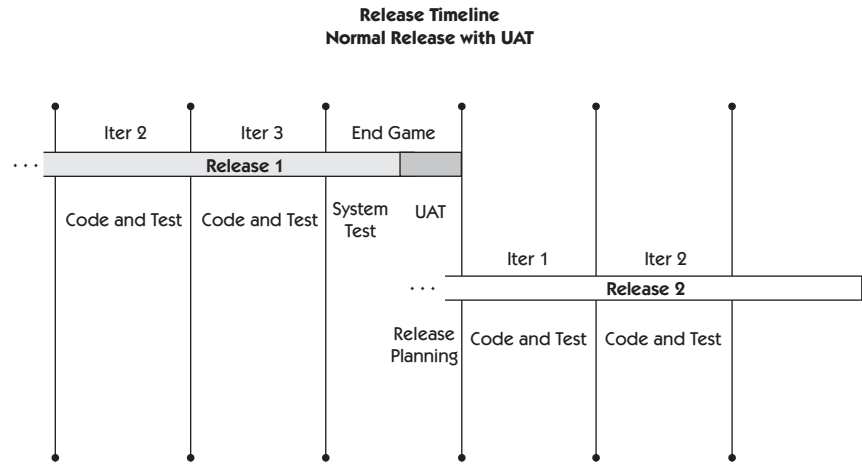 Release Timeline
Normal Release with UAT
Iter 2
Iter 3
End Game
...
Release 1
Code and Test
Code and Test
System
Test
UAT
Iter 1
Iter 2
...
Release 2
Release
Planning
Code and Test
Code and Test